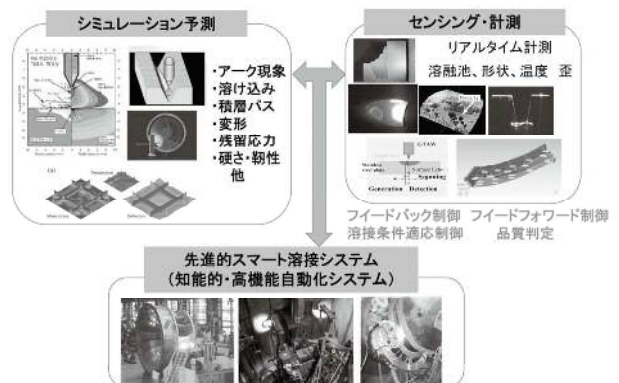 シミュレーション予測
・アーク現象
・溶け込み
・積層パス
・変形
・残留応力
・硬さ・靭性
他
センシング・計測
リアルタイム計測
溶融池、形状、温度 歪
Generation
Detection
フイードバック制御 フイードフォワード制御
溶接条件適応制御 品質判定
先進的スマート溶接システム
（知能的・高機能自動化システム）